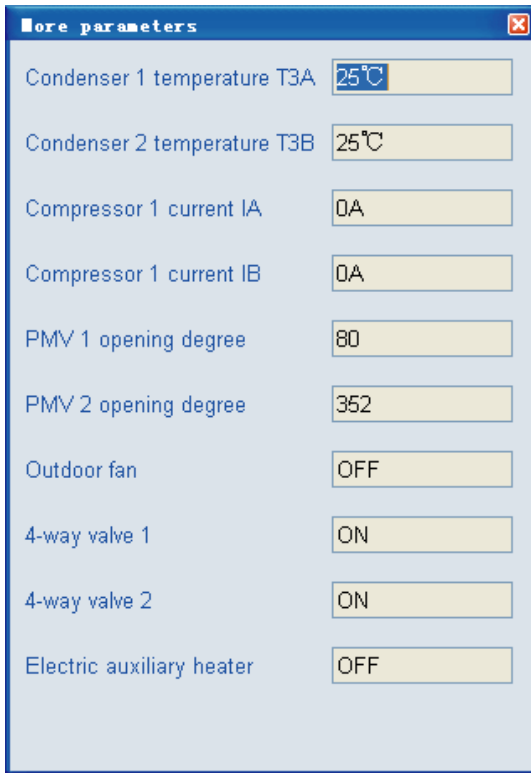 More parameters
Condenser 1 temperature T3A 25℃
Condenser 2 temperature T3B 25℃
Compressor 1 current IA 0A
Compressor 1 current IB 0A
PMV 1 opening degree 80
PMV 2 opening degree 352
Outdoor fan OFF
4-way valve 1 ON
4-way valve 2 ON
Electric auxiliary heater OFF